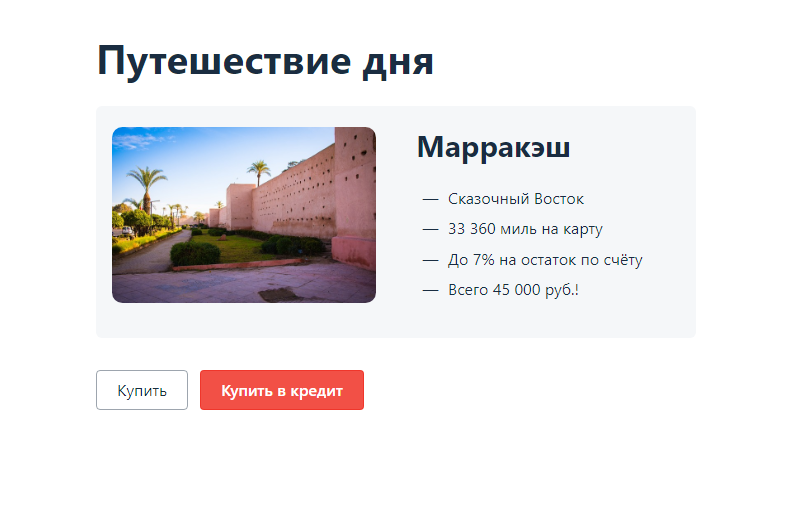 Путешествие дня
Марракэш
— Сказочный Восток
— 33 360 миль на карту
— До 7% на остаток по счёту
— Всего 45 000 руб.!
Купить
Купить в кредит